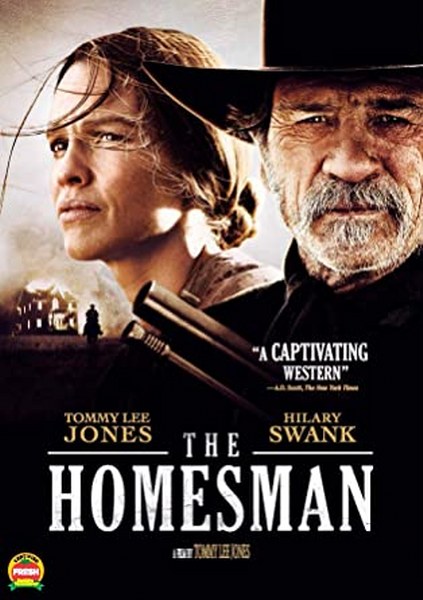 “A CAPTIVATING
WESTERN”
—A.O. Scott, The New York Times
TOMMY LEE
JONES
HILARY
SWANK
THE
HOMESMAN
A FILM BY TOMMY LEE JONES
FRESH